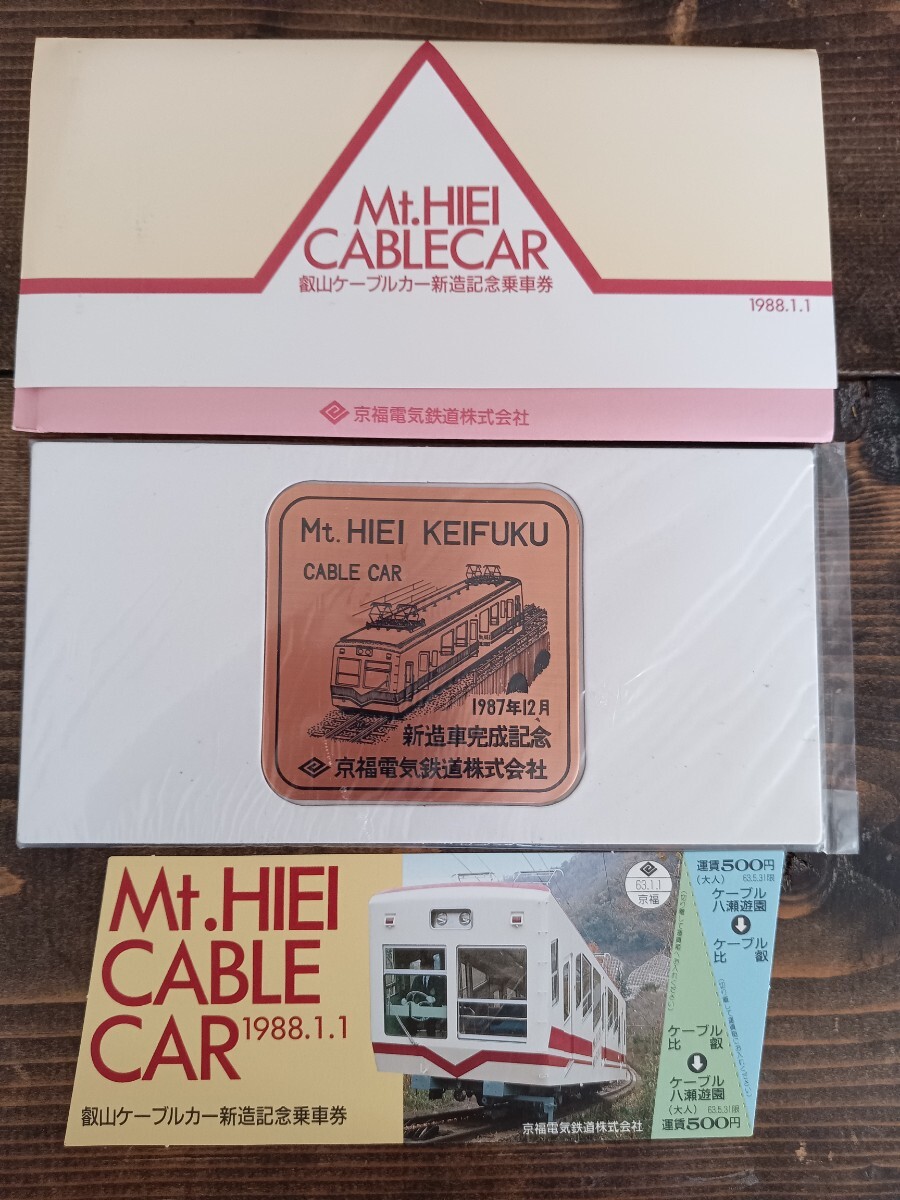 Mt.HIEI
CABLECAR
叡山ケーブルカー新造記念乗車券
1988.1.1
京福電気鉄道株式会社
Mt. HIEI KEIFUKU
CABLE CAR
1987年12月
新造車完成記念
京福電気鉄道株式会社
Mt.HIEI
CABLE
CAR 1988.1.1
叡山ケーブルカー新造記念乗車券
63.1.1
京福
京福電気鉄道株式会社
運賃500円
(大人) 63.5.31限
ケーブル
八瀬遊園
ケーブル
比叡
ケーブル
比叡
ケーブル
八瀬遊園
(大人) 63.5.31限
運賃500円